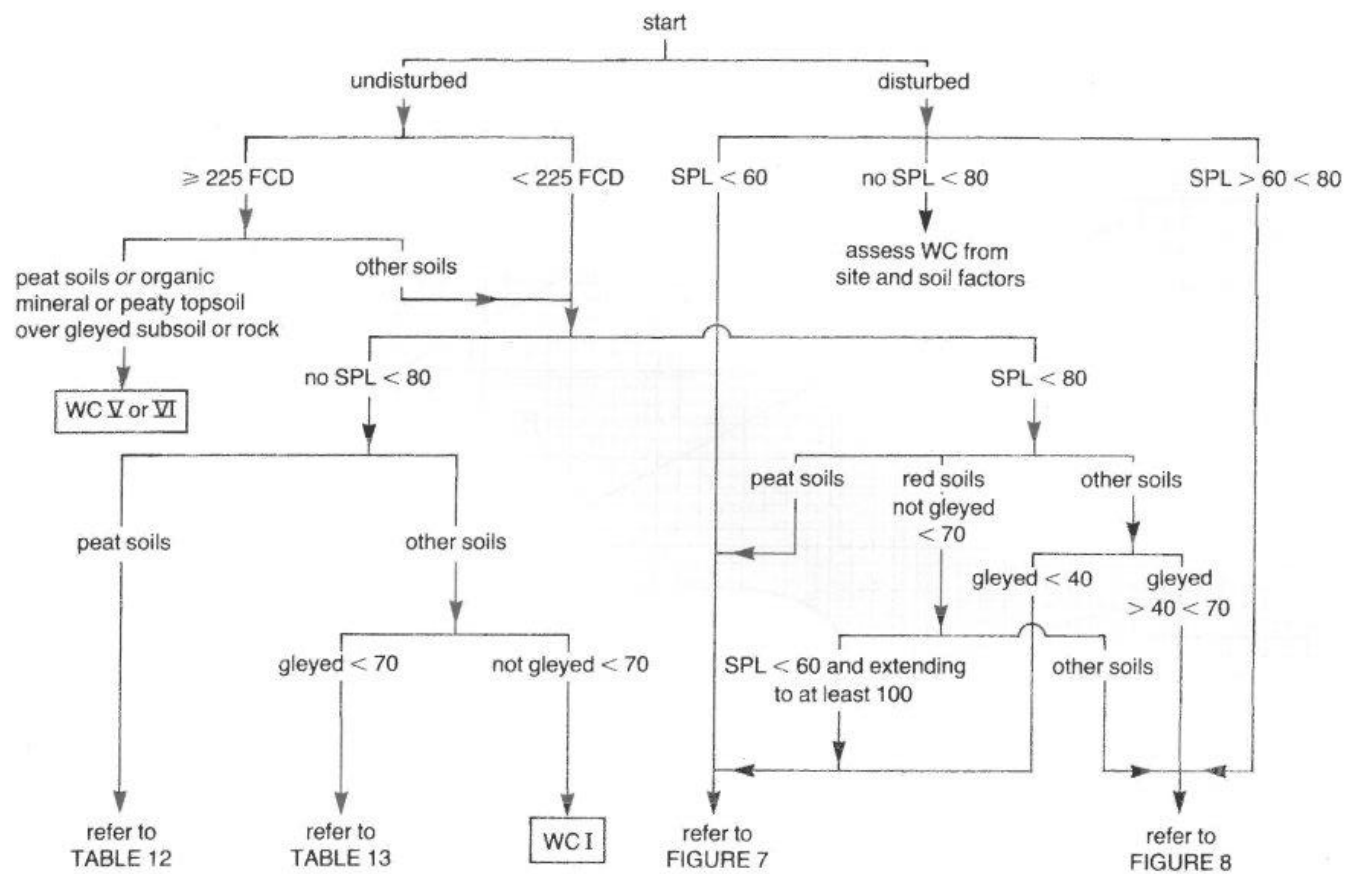 start
undisturbed
disturbed
⩾ 225 FCD
< 225 FCD
SPL < 60
no SPL < 80
SPL > 60 < 80
peat soils or organic
mineral or peaty topsoil
over gleyed subsoil or rock
other soils
assess WC from
site and soil factors
WC V or VI
no SPL < 80
SPL < 80
peat soils
other soils
peat soils
red soils
not gleyed
< 70
other soils
gleyed < 40
gleyed
> 40 < 70
gleyed < 70
not gleyed < 70
SPL < 60 and extending
to at least 100
other soils
refer to
TABLE 12
refer to
TABLE 13
WC I
refer to
FIGURE 7
refer to
FIGURE 8